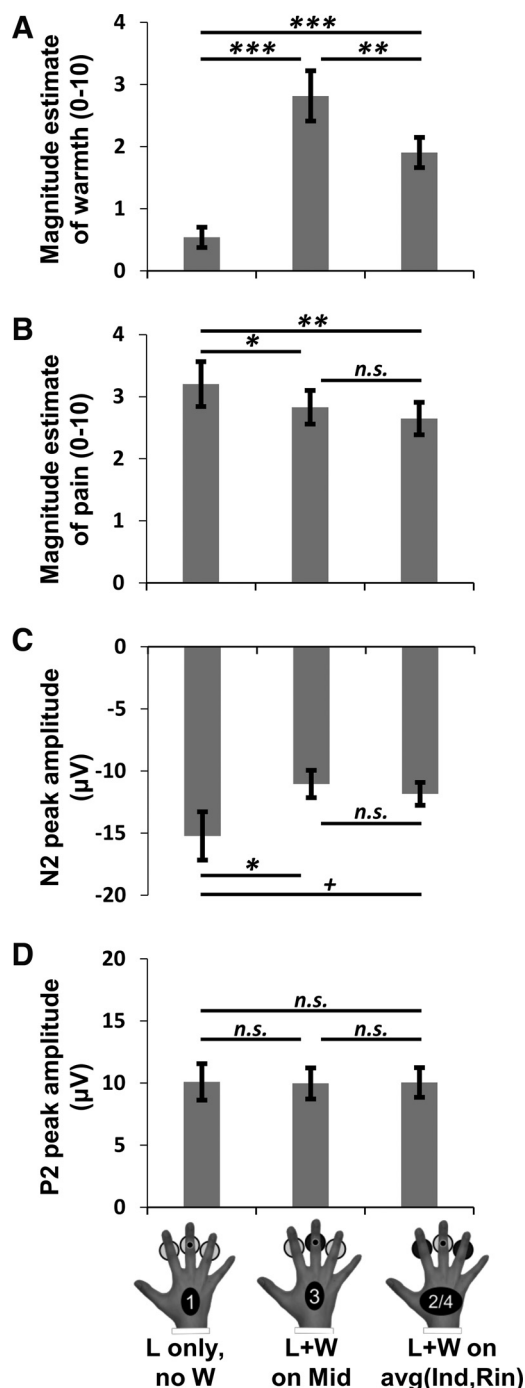 A
Magnitude estimate
of warmth (0-10)
4
3
2
1
0
***
***
**
B
Magnitude estimate
of pain (0-10)
4
3
2
1
0
**
*
n.s.
C
N2 peak amplitude
(µV)
0
-5
-10
-15
-20
n.s.
*
+
D
P2 peak amplitude
(µV)
20
15
10
5
0
n.s.
n.s.
n.s.
1
3
2/4
L only,
no W
L+W
on Mid
L+W on
avg(Ind,Rin)